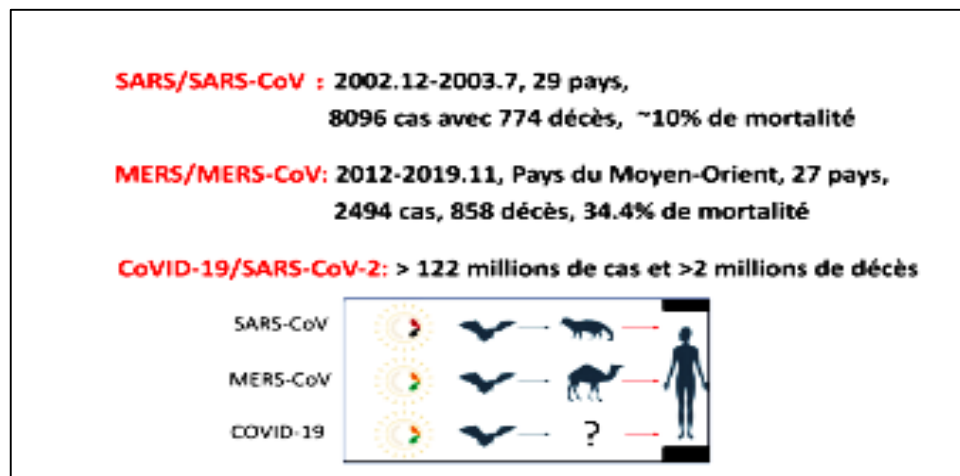 SARS/SARS-CoV : 2002.12-2003.7, 29 pays,
8096 cas avec 774 décès, ~10% de mortalité
MERS/MERS-CoV: 2012-2019.11, Pays du Moyen-Orient, 27 pays,
2494 cas, 858 décès, 34.4% de mortalité
CoVID-19/SARS-CoV-2: > 122 millions de cas et >2 millions de décès
SARS-CoV
MERS-CoV
COVID-19 ?